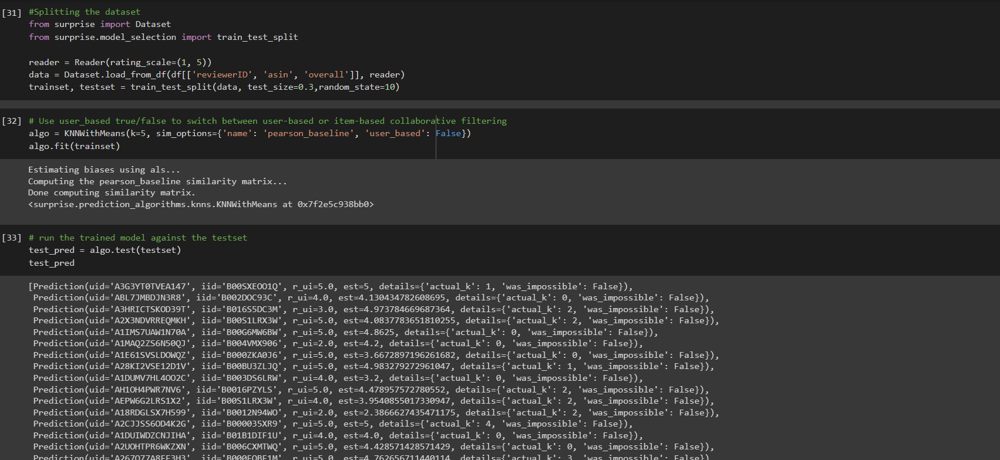 [31] #Splitting the dataset
from surprise import Dataset
from surprise.model_selection import train_test_split
reader = Reader(rating_scale=(1, 5))
data = Dataset.load_from_df(df[['reviewerID', 'asin', 'overall']], reader)
trainset, testset = train_test_split(data, test_size=0.3,random_state=10)
[32] # Use user_based true/false to switch between user-based or item-based collaborative filtering
algo = KNNWithMeans(k=5, sim_options={'name': 'pearson_baseline', 'user_based': False})
algo.fit(trainset)
Estimating biases using als...
Computing the pearson_baseline similarity matrix...
Done computing similarity matrix.
<surprise.prediction_algorithms.knns.KNNWithMeans at 0x7f2e5c938bb0>
[33] # run the trained model against the testset
test_pred = algo.test(testset)
test_pred
[Prediction(uid='A3G3YT0TVEA147', iid='B00SXEOO1Q', r_ui=5.0, est=5, details={'actual_k': 1, 'was_impossible': False}),
Prediction(uid='ABL7JMBDJN3R8', iid='B002DOC93C', r_ui=4.0, est=4.130434782608695, details={'actual_k': 0, 'was_impossible': False}),
Prediction(uid='A3HRICTSKOD39T', iid='B016S5DC3M', r_ui=3.0, est=4.973784669687364, details={'actual_k': 2, 'was_impossible': False}),
Prediction(uid='A2X3NDVRREQMKH', iid='B00S1LRX3W', r_ui=5.0, est=4.0837783651810255, details={'actual_k': 2, 'was_impossible': False}),
Prediction(uid='A1IMS7UAW1N70A', iid='B00G6MW6BW', r_ui=5.0, est=4.8625, details={'actual_k': 0, 'was_impossible': False}),
Prediction(uid='A1MAQ2ZS6N50QJ', iid='B004VMX906', r_ui=2.0, est=4.2, details={'actual_k': 0, 'was_impossible': False}),
Prediction(uid='A1E61SVSLDOWQZ', iid='B000ZKA0J6', r_ui=5.0, est=3.6672897196261682, details={'actual_k': 0, 'was_impossible': False}),
Prediction(uid='A28KI2VSE12D1V', iid='B00BU3ZLJQ', r_ui=5.0, est=4.983279272961047, details={'actual_k': 1, 'was_impossible': False}),
Prediction(uid='A1DUMV7HL4OO2C', iid='B003DS6LRW', r_ui=4.0, est=3.2, details={'actual_k': 0, 'was_impossible': False}),
Prediction(uid='AH1OH4PWR7NV6', iid='B0016PZYLS', r_ui=5.0, est=4.478957572780552, details={'actual_k': 2, 'was_impossible': False}),
Prediction(uid='AEPW6G2LRS1X2', iid='B00S1LRX3W', r_ui=4.0, est=3.9540855017330947, details={'actual_k': 2, 'was_impossible': False}),
Prediction(uid='A18RDGLSX7H599', iid='B0012N94WO', r_ui=2.0, est=2.3866627435471175, details={'actual_k': 2, 'was_impossible': False}),
Prediction(uid='A2CJJSS6OD4K2G', iid='B000035XR9', r_ui=5.0, est=5, details={'actual_k': 4, 'was_impossible': False}),
Prediction(uid='A1DUIWDZCNJIHA', iid='B01B1DIF1U', r_ui=4.0, est=4.0, details={'actual_k': 0, 'was_impossible': False}),
Prediction(uid='A2UOHTPR6WKZXN', iid='B006CXMTWQ', r_ui=5.0, est=4.428571428571429, details={'actual_k': 0, 'was_impossible': False}),
r_ui=5.0, est=4.762656711440114, details={'actual_k': 3, 'was_impossible': False}),